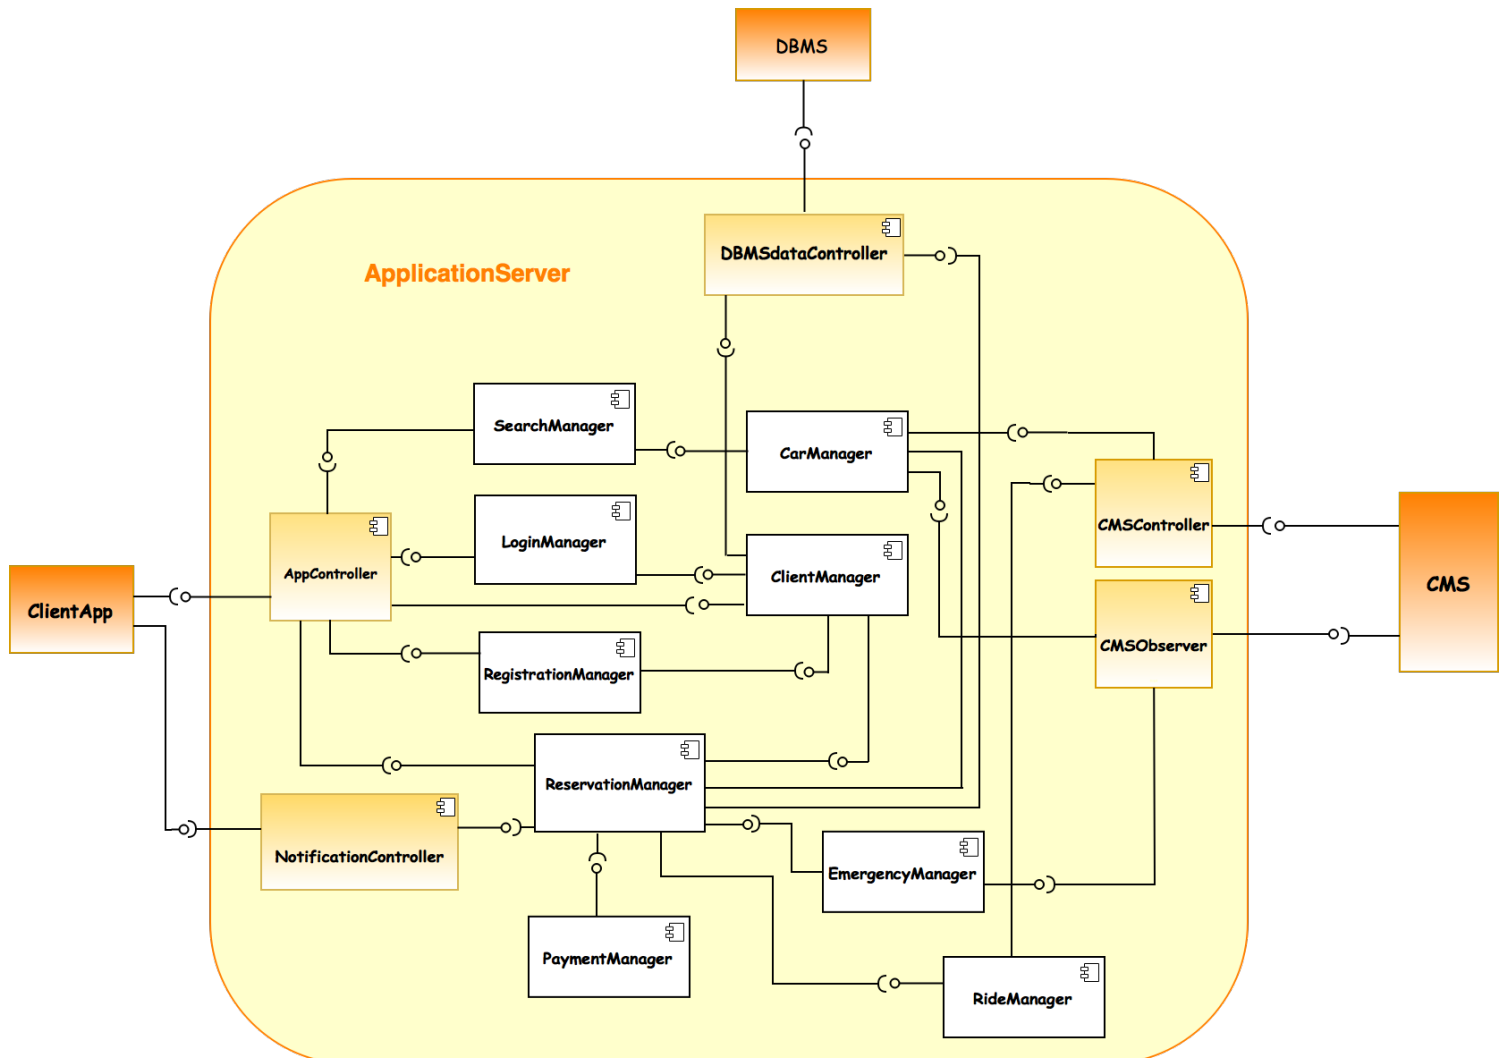 DBMS
DBMSdataController
ApplicationServer
SearchManager
CarManager
CMSController
LoginManager
AppController
ClientManager
ClientApp
CMS
CMSObserver
RegistrationManager
ReservationManager
NotificationController
EmergencyManager
PaymentManager
RideManager